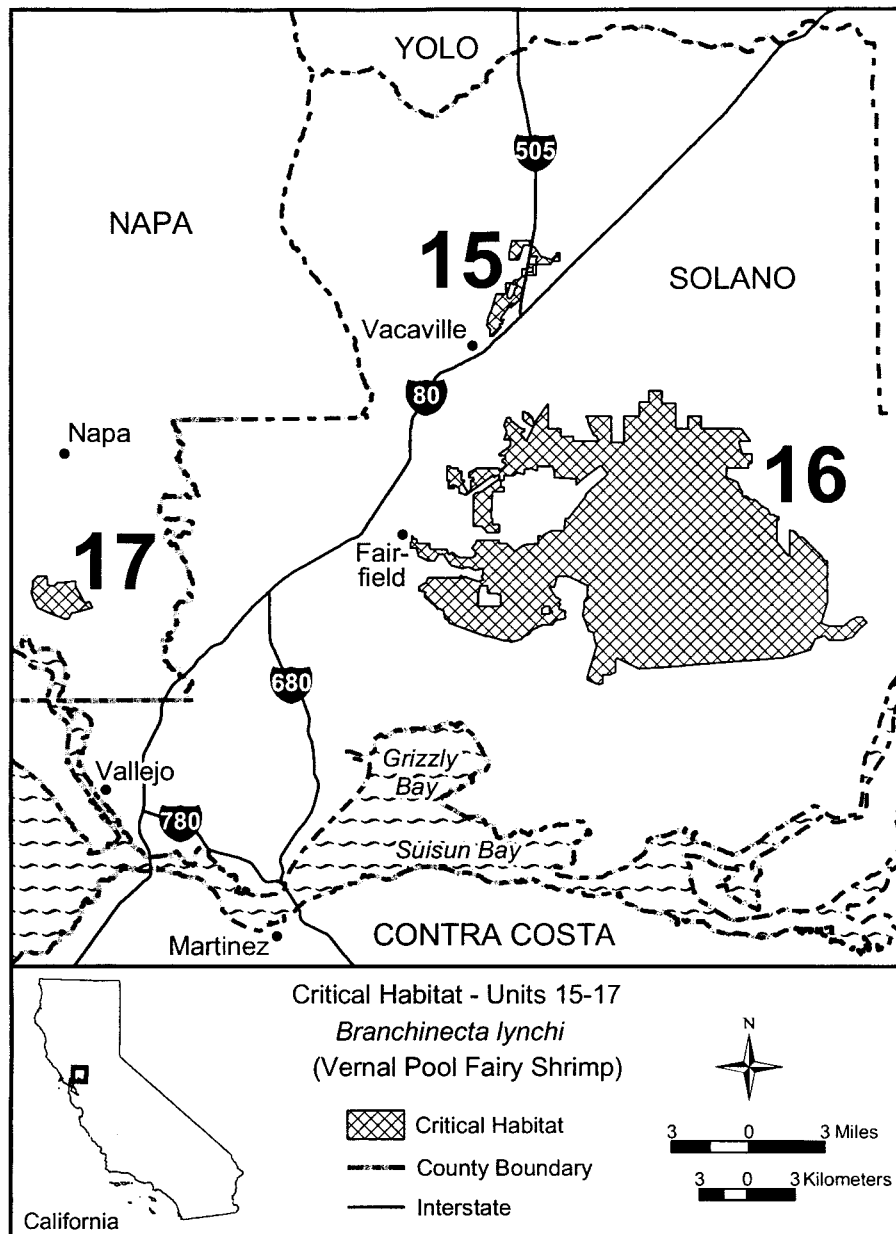 YOLO
505
NAPA
15
SOLANO
Vacaville
80
Napa
16
17
Fair-
field
680
Grizzly
Bay
Vallejo
780
Suisun Bay
Martinez
CONTRA COSTA
Critical Habitat - Units 15-17
Branchinecta lynchi
(Vernal Pool Fairy Shrimp)
N
Critical Habitat
3 0 3 Miles
County Boundary
3 0 3 Kilometers
Interstate
California